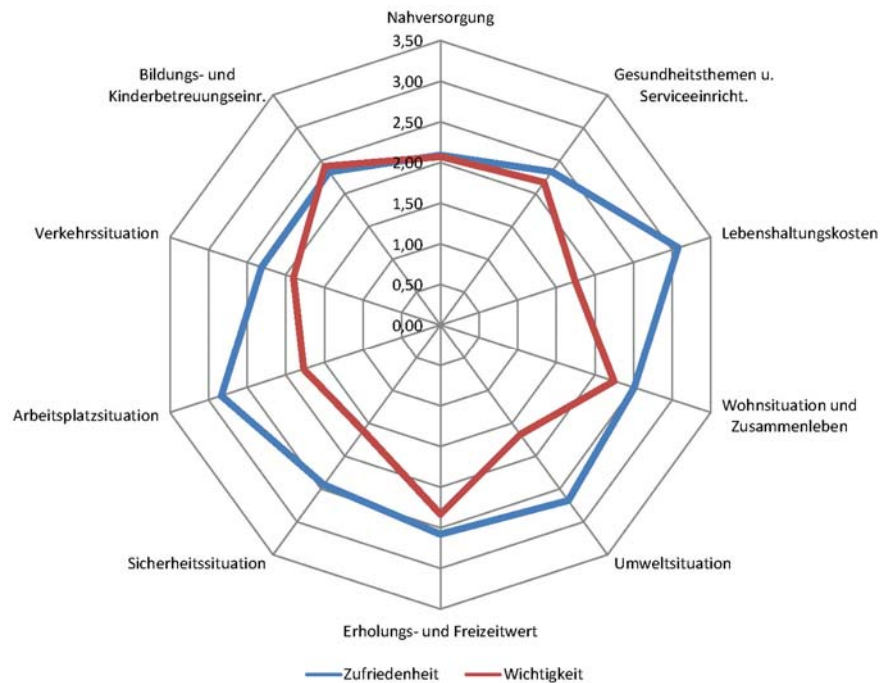 Nahversorgung
3,50
3,00
2,50
2,00
1,50
1,00
0,50
0,00
Gesundheitsthemen u.
Serviceeinricht.
Lebenshaltungskosten
Wohnsituation und
Zusammenleben
Umweltsituation
Erholungs- und Freizeitwert
Sicherheitssituation
Arbeitsplatzsituation
Verkehrssituation
Bildungs- und
Kinderbetreuungseinr.
Zufriedenheit
Wichtigkeit